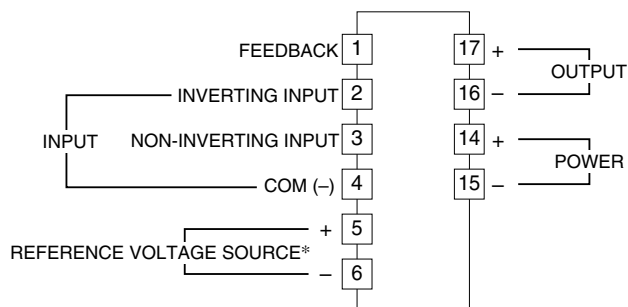 FEEDBACK 1 17 +
OUTPUT
INVERTING INPUT 2 16 –
INPUT NON-INVERTING INPUT 3 14 +
POWER
COM (–) 4 15 –
+ 5
REFERENCE VOLTAGE SOURCE*
– 6